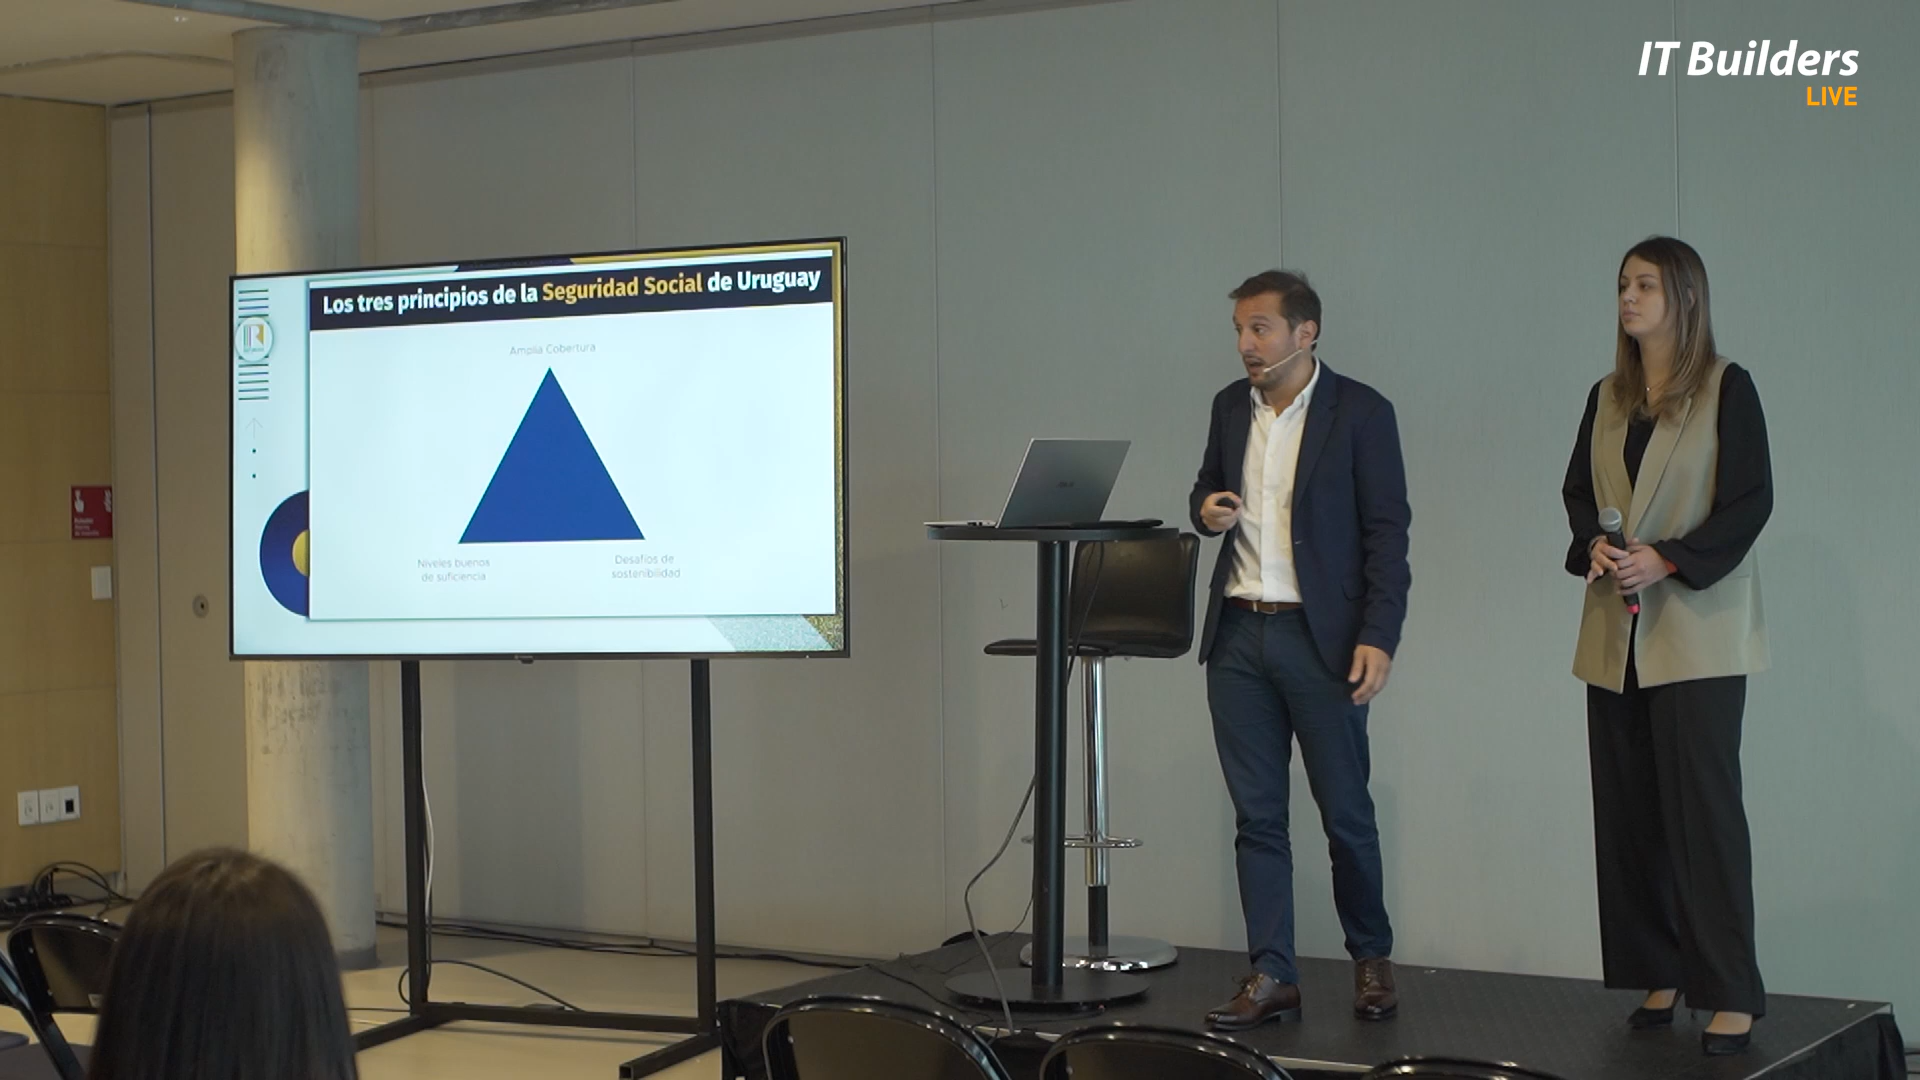 IT Builders
LIVE
Los tres principios de la Seguridad Social de Uruguay
Amplia Cobertura
Niveles buenos
de suficiencia
Desafíos de
sostenibilidad